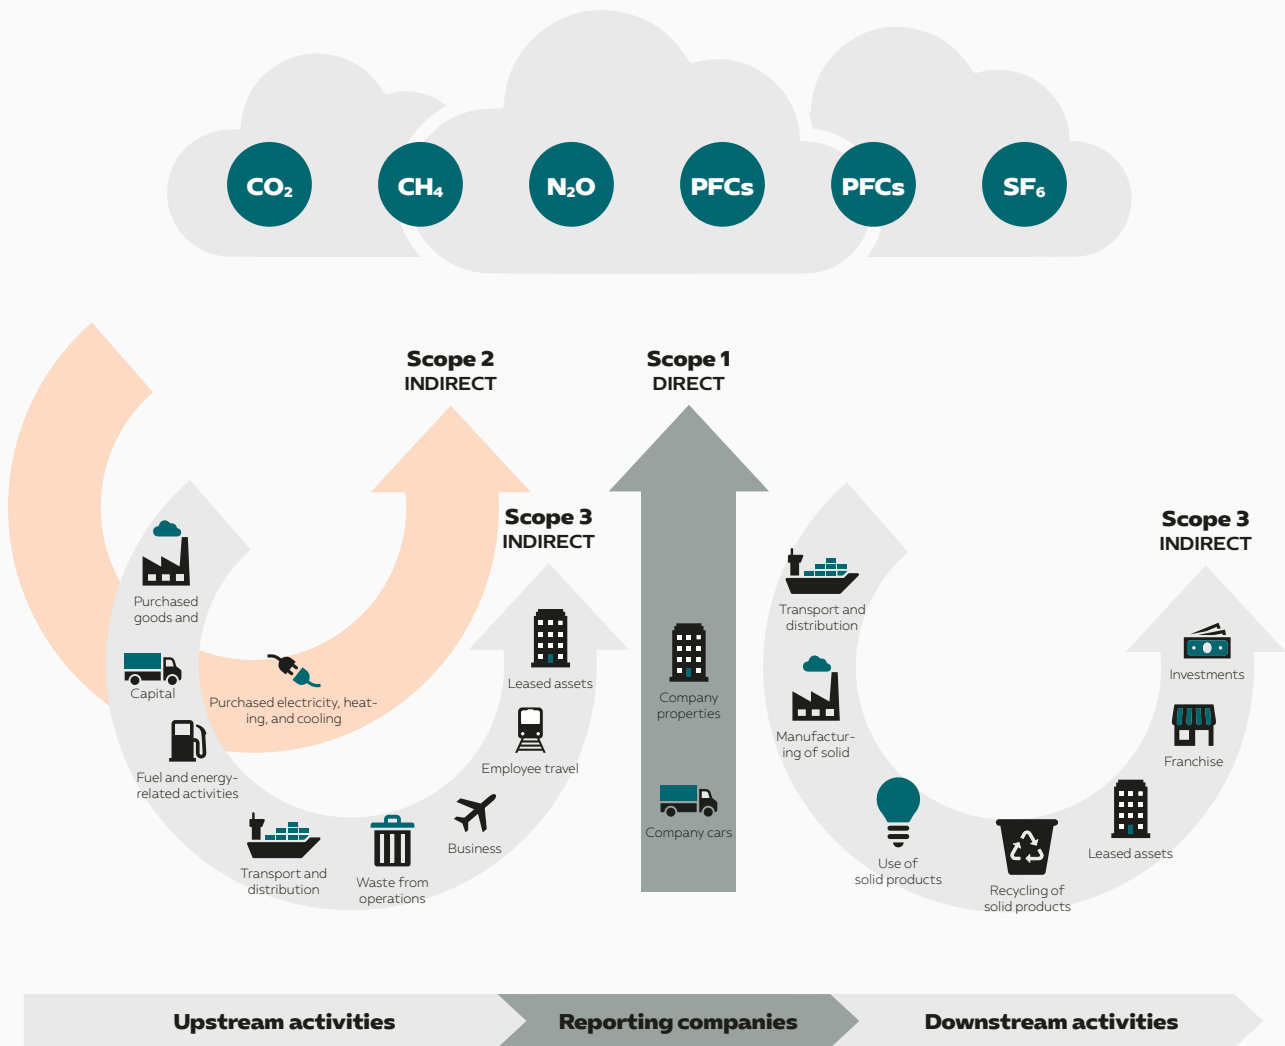 CO₂
CH₄
N₂O
PFCs
PFCs
SF₆
Scope 2
INDIRECT
Scope 1
DIRECT
Scope 3
INDIRECT
Scope 3
INDIRECT
Purchased
goods and
Capital
Fuel and energy-
related activities
Transport and
distribution
Waste from
operations
Business
Employee travel
Leased assets
Purchased electricity, heat-
ing, and cooling
Company
properties
Company cars
Transport and
distribution
Manufactur-
ing of solid
Use of
solid products
Recycling of
solid products
Leased assets
Franchise
Investments
Upstream activities
Reporting companies
Downstream activities